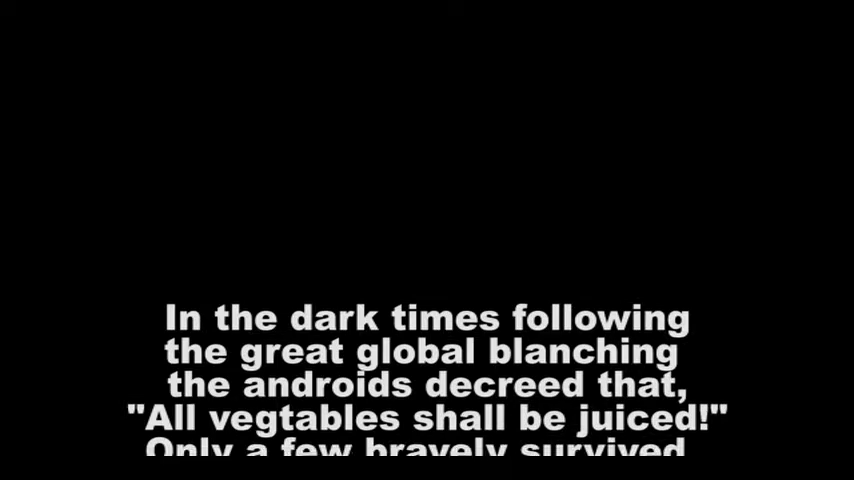 In the dark times following
the great global blanching
the androids decreed that,
"All vegtables shall be juiced!"
Only a few bravely survived